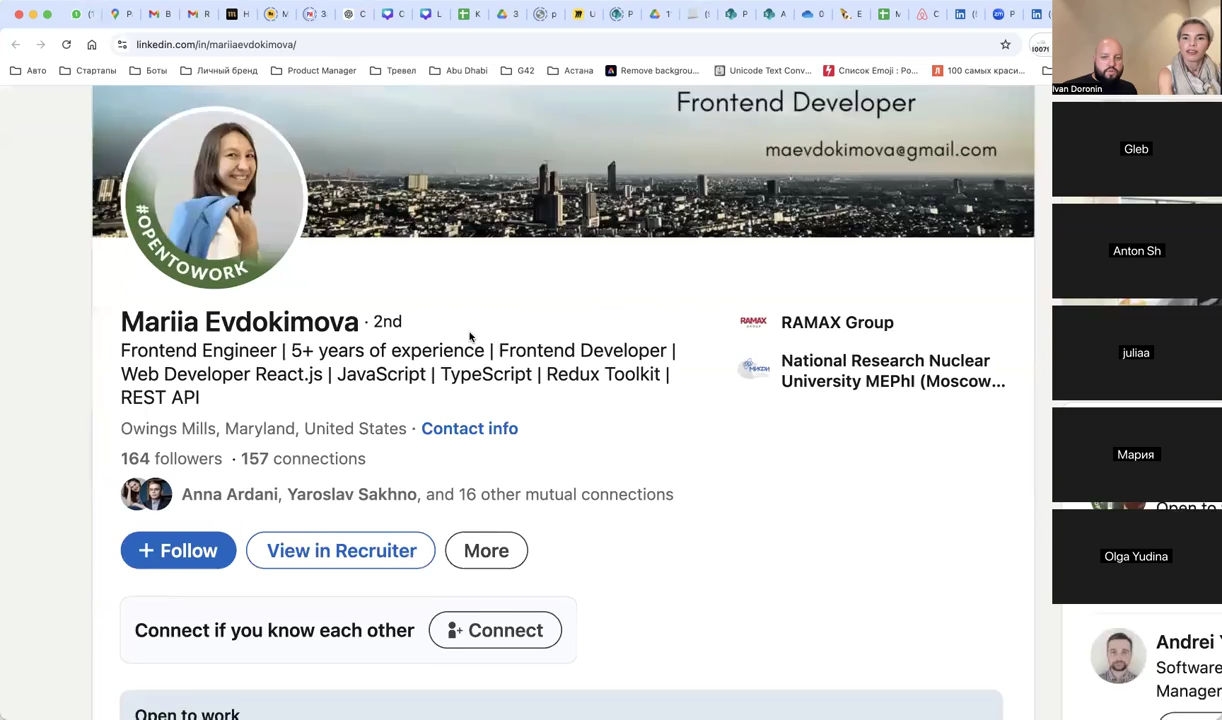 linkedin.com/in/mariiaevdokimova/
Авто
Стартапы
Боты
Личный бренд
Product Manager
Тревел
Abu Dhabi
G42
Астана
Remove backgrou...
Unicode Text Conv...
Список Emoji : Po...
100 самых краси...
Frontend Developer
maevdokimova@gmail.com
#OPENTOWORK
Mariia Evdokimova · 2nd
Frontend Engineer | 5+ years of experience | Frontend Developer |
Web Developer React.js | JavaScript | TypeScript | Redux Toolkit |
REST API
Owings Mills, Maryland, United States · Contact info
164 followers · 157 connections
Anna Ardani, Yaroslav Sakhno, and 16 other mutual connections
+ Follow
View in Recruiter
More
Connect if you know each other
Connect
Open to work
RAMAX GROUP
RAMAX Group
МИФИ
National Research Nuclear
University MEPhI (Moscow...
Ivan Doronin
Gleb
Anton Sh
juliaa
Мария
Olga Yudina
Andrei
Software
Manager